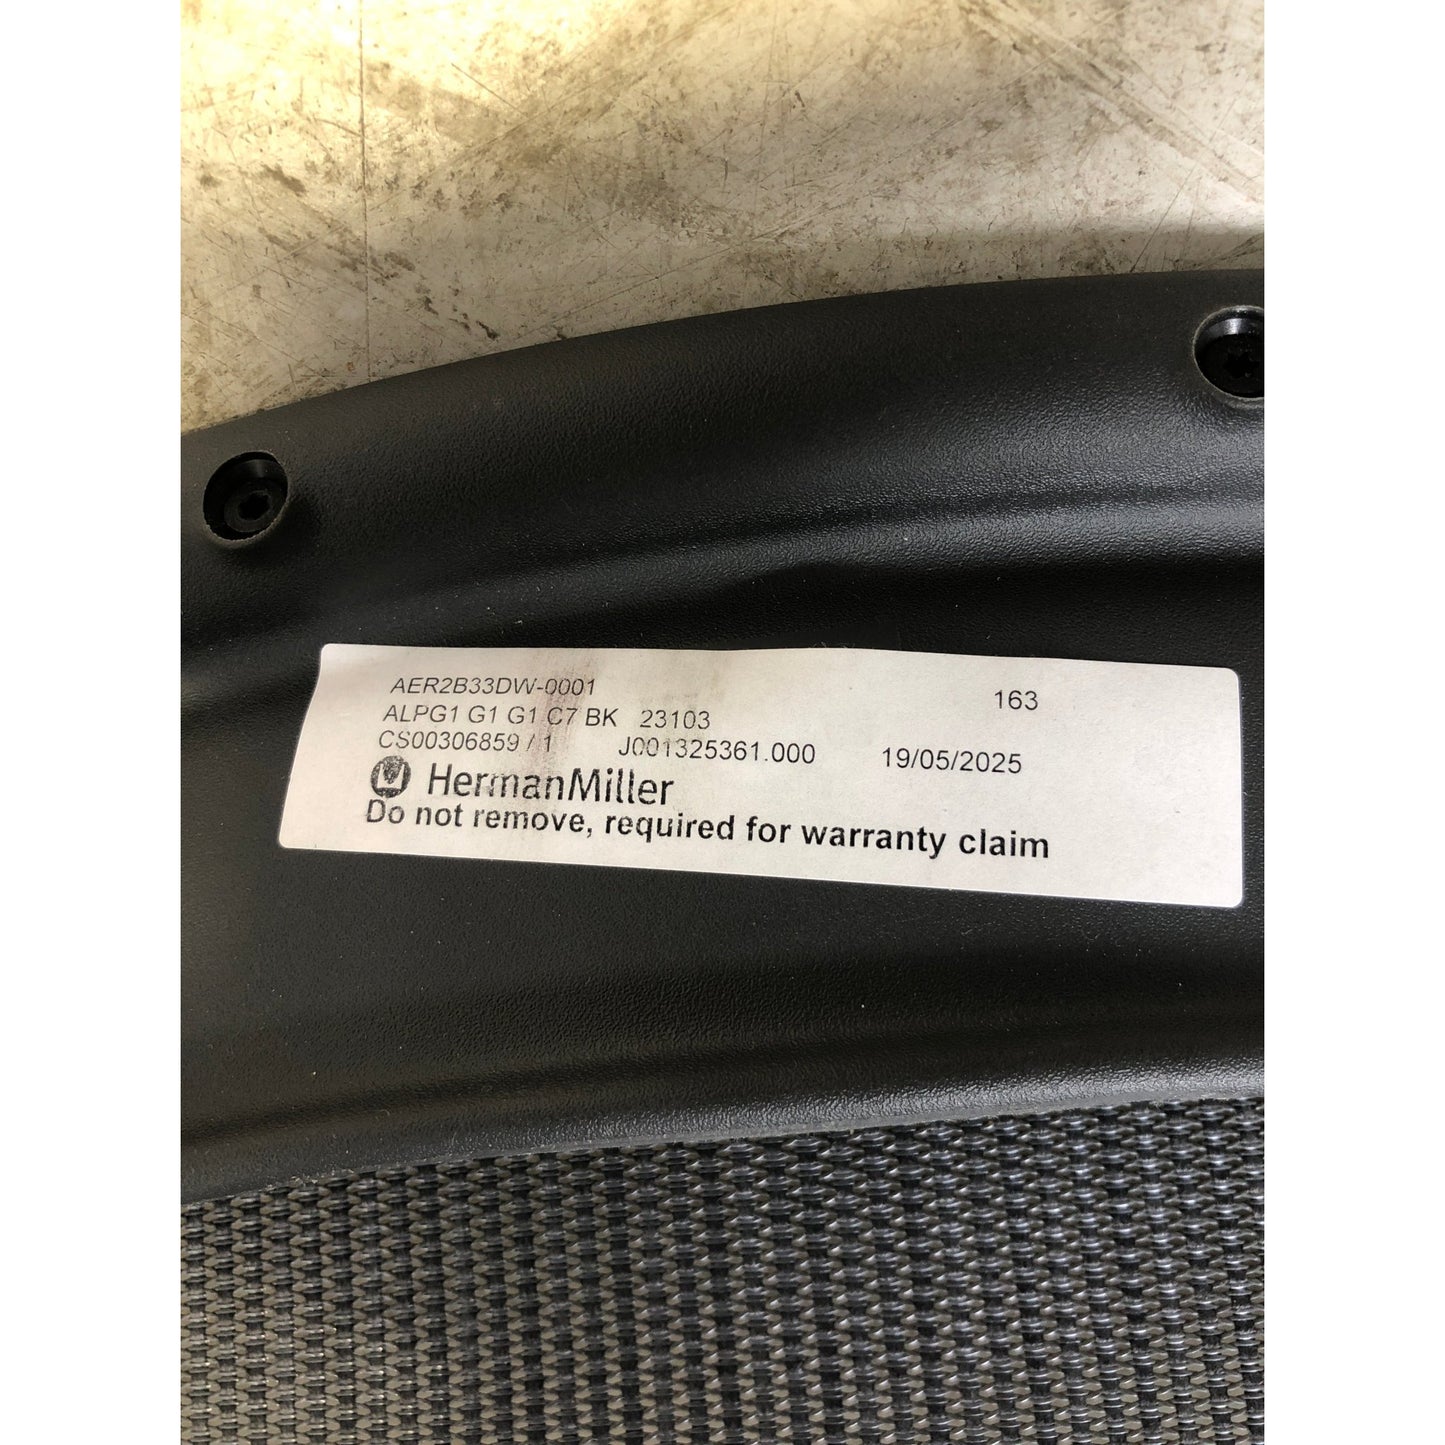 AER2B33DW-0001 163
ALPG1 G1 G1 C7 BK 23103
CS00306859 / 1 J001325361.000 19/05/2025
HermanMiller
Do not remove, required for warranty claim